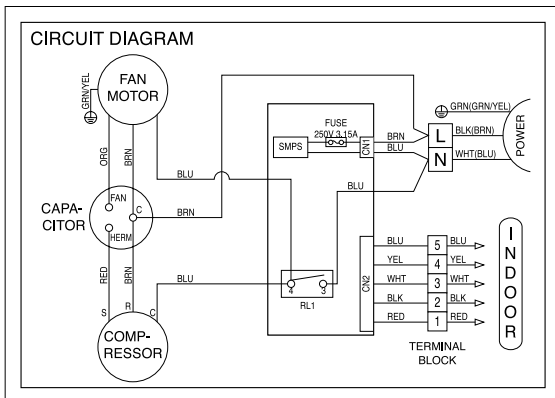 CIRCUIT DIAGRAM
GRN/YEL
FAN
MOTOR
ORG
BRN
BLU
FAN
C
HERM
CAPA-
CITOR
BRN
RED
BRN
BLU
S
R
C
COMP-
RESSOR
SMPS
FUSE
250V 3.15A
CN1
BRN
BLU
BLU
L
N
GRN(GRN/YEL)
BLK(BRN)
WHT(BLU)
POWER
4
3
RL1
CN2
BLU 5 BLU
YEL 4 YEL
WHT 3 WHT
BLK 2 BLK
RED 1 RED
TERMINAL
BLOCK
INDOOR